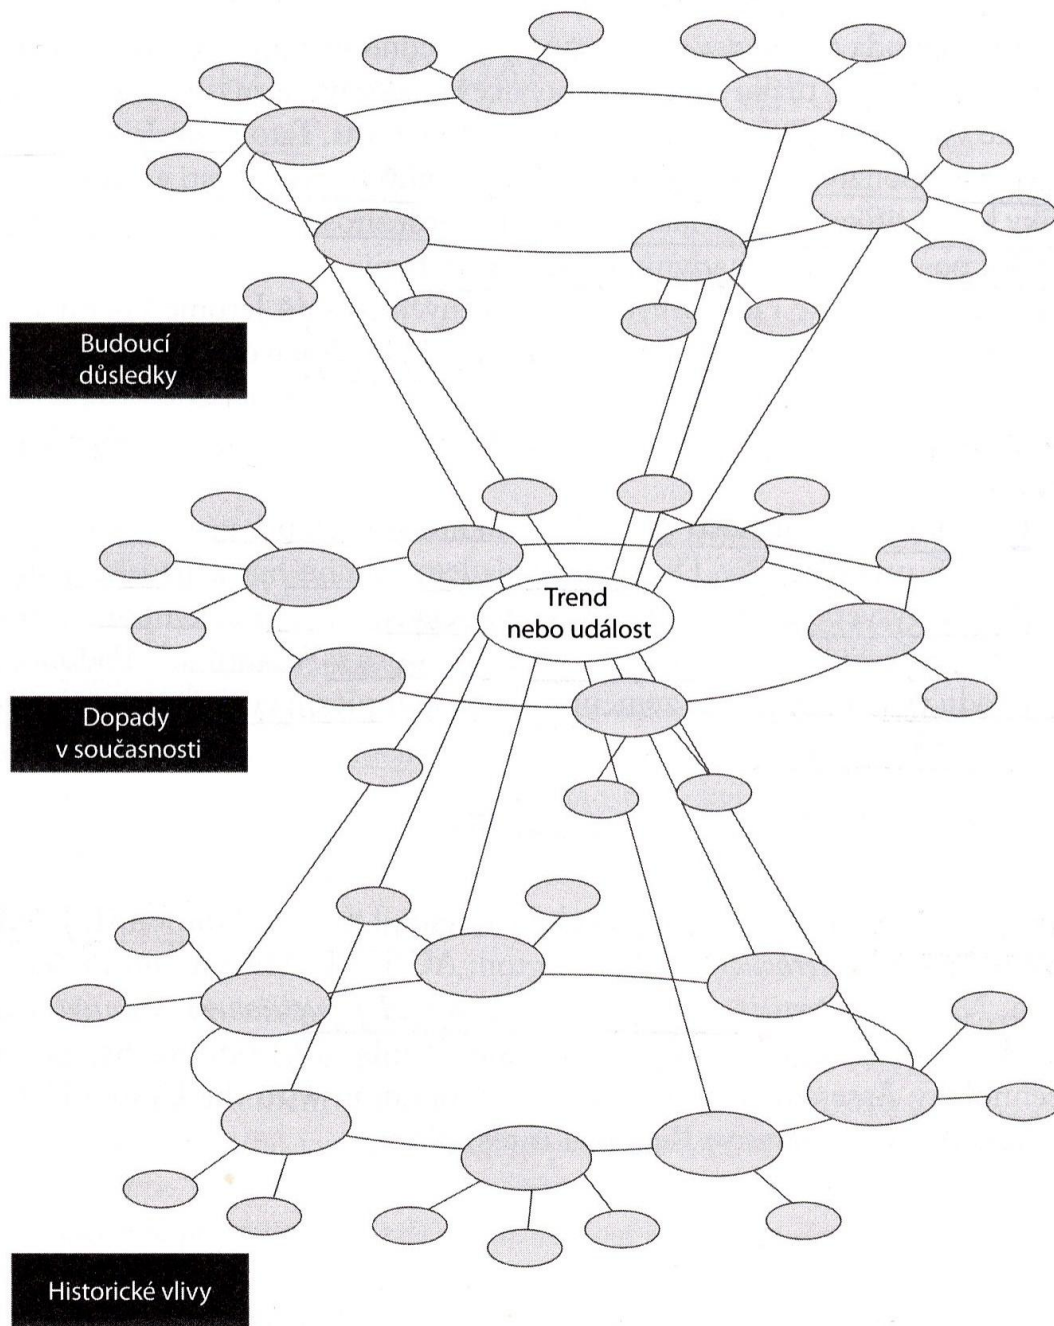 Budoucí
důsledky
Trend
nebo událost
Dopady
v současnosti
Historické vlivy